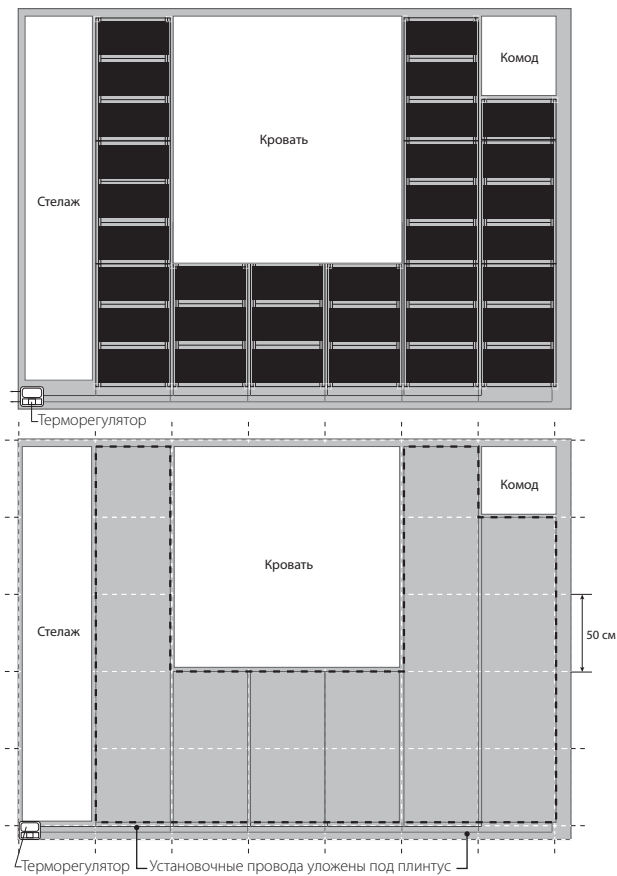 Комод
Кровать
Стелаж
Терморегулятор
Комод
Кровать
50 см
Стелаж
Терморегулятор
Установочные провода уложены под плинтус